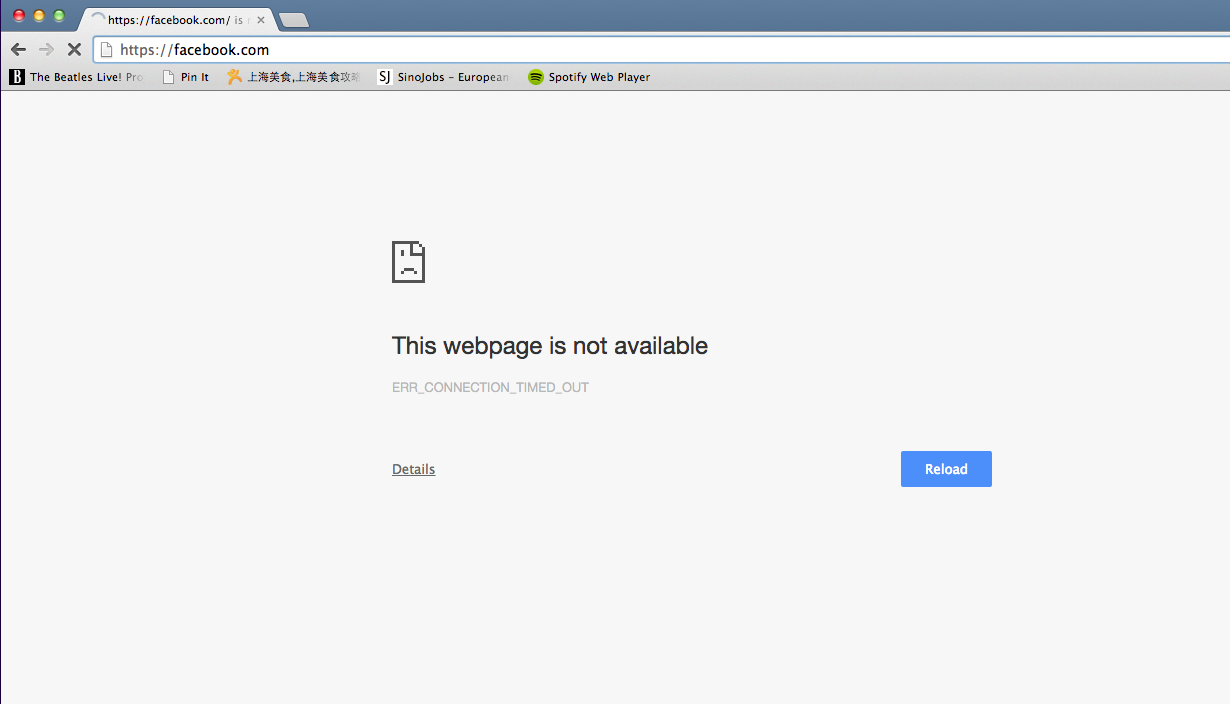 https://facebook.com/ is
https://facebook.com
B The Beatles Live! Pro Pin It 上海美食,上海美食攻略 SJ SinoJobs - European Spotify Web Player
This webpage is not available
ERR_CONNECTION_TIMED_OUT
Details Reload